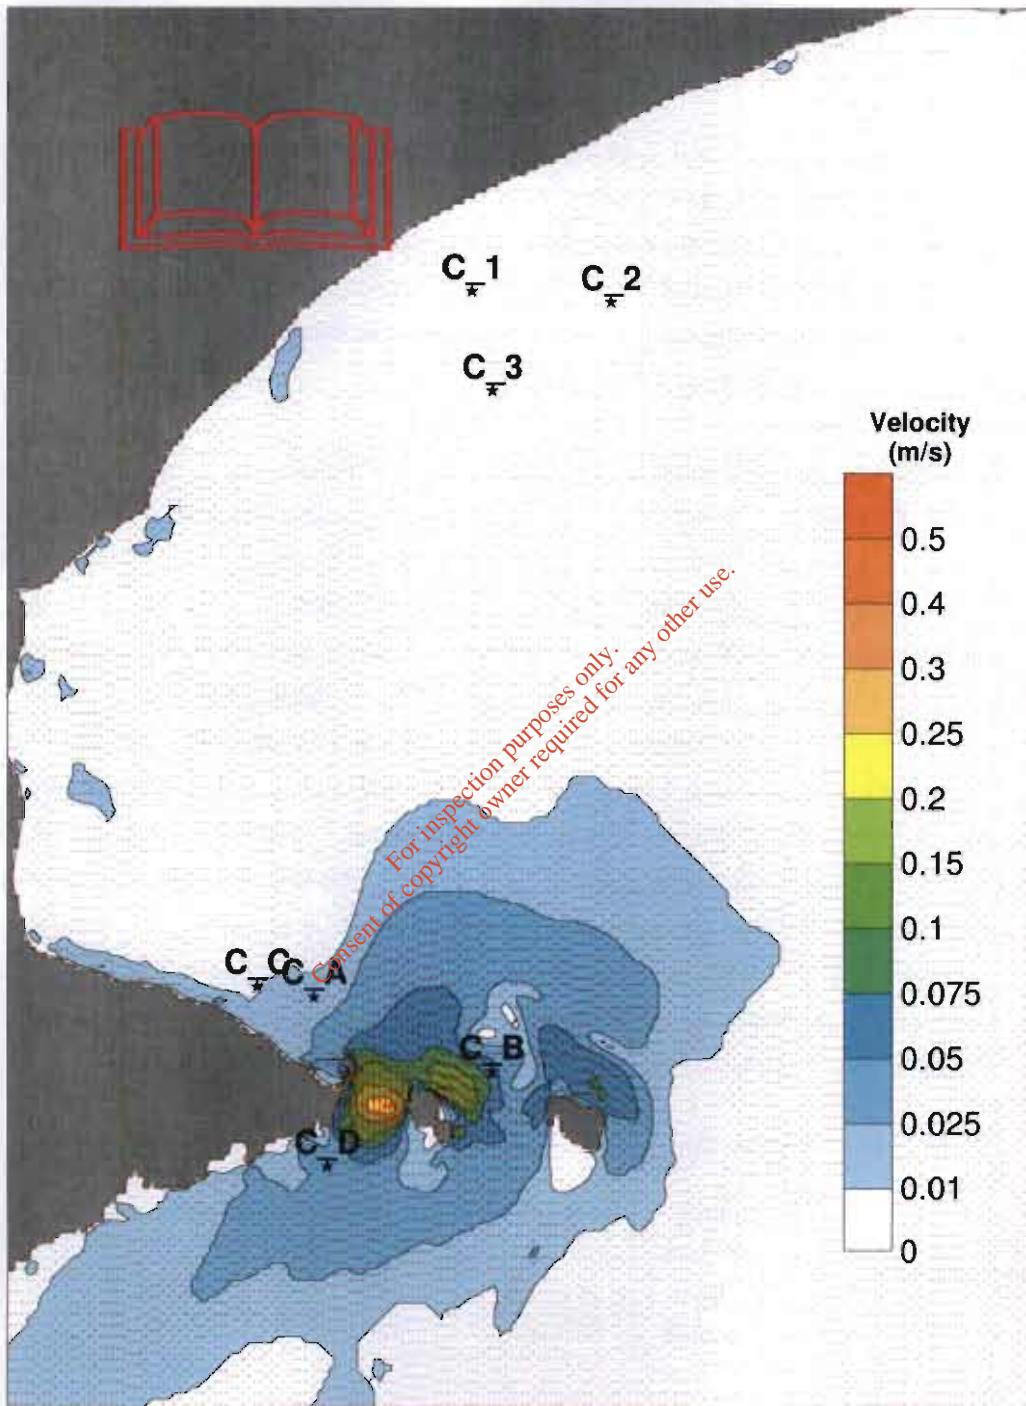 C_1
C_2
C_3
Velocity
(m/s)
0.5
0.4
0.3
0.25
0.2
0.15
0.1
0.075
0.05
0.025
0.01
0
For inspection purposes only.
Consent of copyright owner required for any other use.
C_C
C_A
C_B
C_D